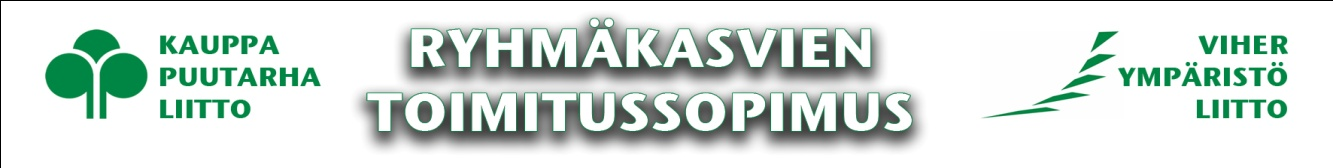 KAUPPA
PUUTARHA
LIITTO
RYHMÄKASVIEN
TOIMITUSSOPIMUS
VIHER
YMPÄRISTÖ
LIITTO